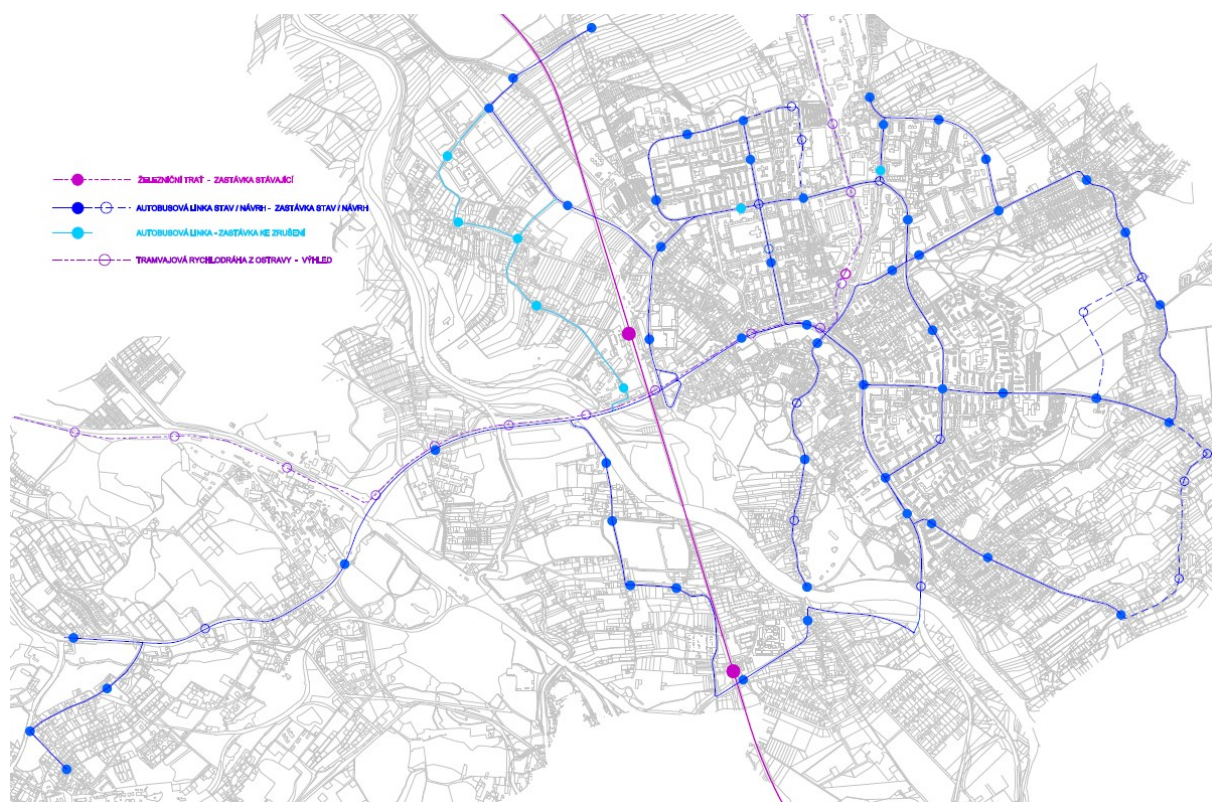 ŽELEZNIČNÍ TRAŤ - ZASTÁVKA STÁVAJÍCÍ
AUTOBUSOVÁ LINKA STAV / NÁVRH - ZASTÁVKA STAV / NÁVRH
AUTOBUSOVÁ LINKA - ZASTÁVKA KE ZRUŠENÍ
TRAMVAJOVÁ RYCHLODRÁHA Z OSTRAVY - VÝHLED